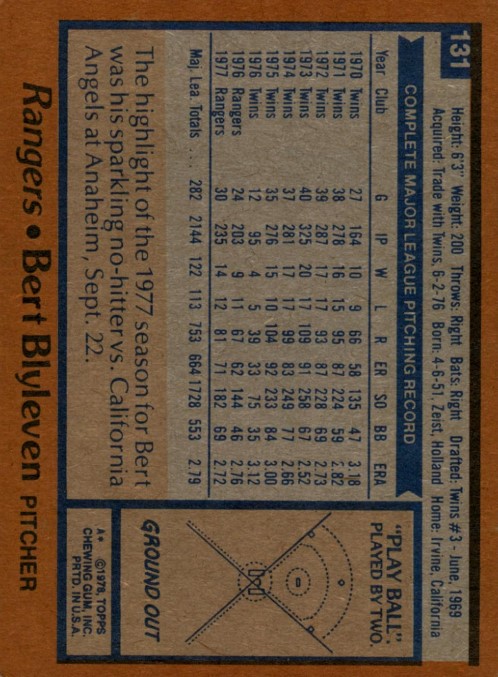 131
Height: 6'3" Weight: 200 Throws: Right Bats: Right Drafted: Twins #3 - June, 1969
Acquired: Trade with Twins, 6-2-76 Born: 4-6-51, Zeist, Holland Home: Irvine, California
COMPLETE MAJOR LEAGUE PITCHING RECORD
Year Club G IP W L R ER SO BB ERA
1970 Twins 27 164 10 9 66 58 135 47 3.18
1971 Twins 38 278 16 15 95 87 224 59 2.82
1972 Twins 39 287 17 17 93 87 228 69 2.73
1973 Twins 40 325 20 17 109 91 258 67 2.52
1974 Twins 37 281 17 17 99 83 249 77 2.66
1975 Twins 35 276 15 10 104 92 233 84 3.00
1976 Twins 12 95 4 5 39 33 75 35 3.12
1976 Rangers 24 203 9 11 67 62 144 46 2.76
1977 Rangers 30 235 14 12 81 71 182 69 2.72
Maj. Lea. Totals . . . . 282 2144 122 113 753 664 1728 553 2.79
The highlight of the 1977 season for Bert
was his sparkling no-hitter vs. California
Angels at Anaheim, Sept. 22.
"PLAY BALL":
PLAYED BY TWO.
GROUND OUT
A* ©1978, TOPPS
CHEWING GUM, INC.
PRTD. IN U.S.A.
Rangers • Bert Blyleven PITCHER